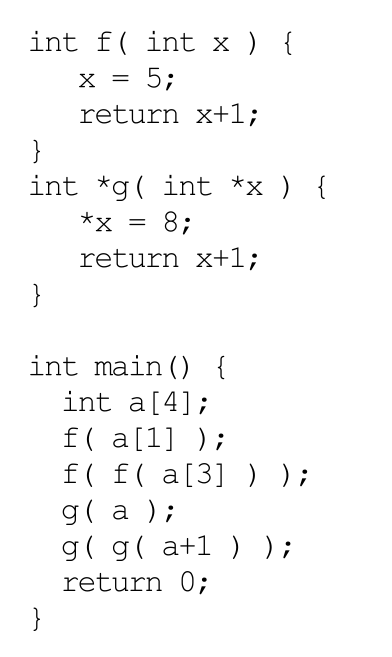 int f( int x ) {
   x = 5;
   return x+1;
}
int *g( int *x ) {
   *x = 8;
   return x+1;
}

int main() {
  int a[4];
  f( a[1] );
  f( f( a[3] ) );
  g( a );
  g( g( a+1 ) );
  return 0;
}